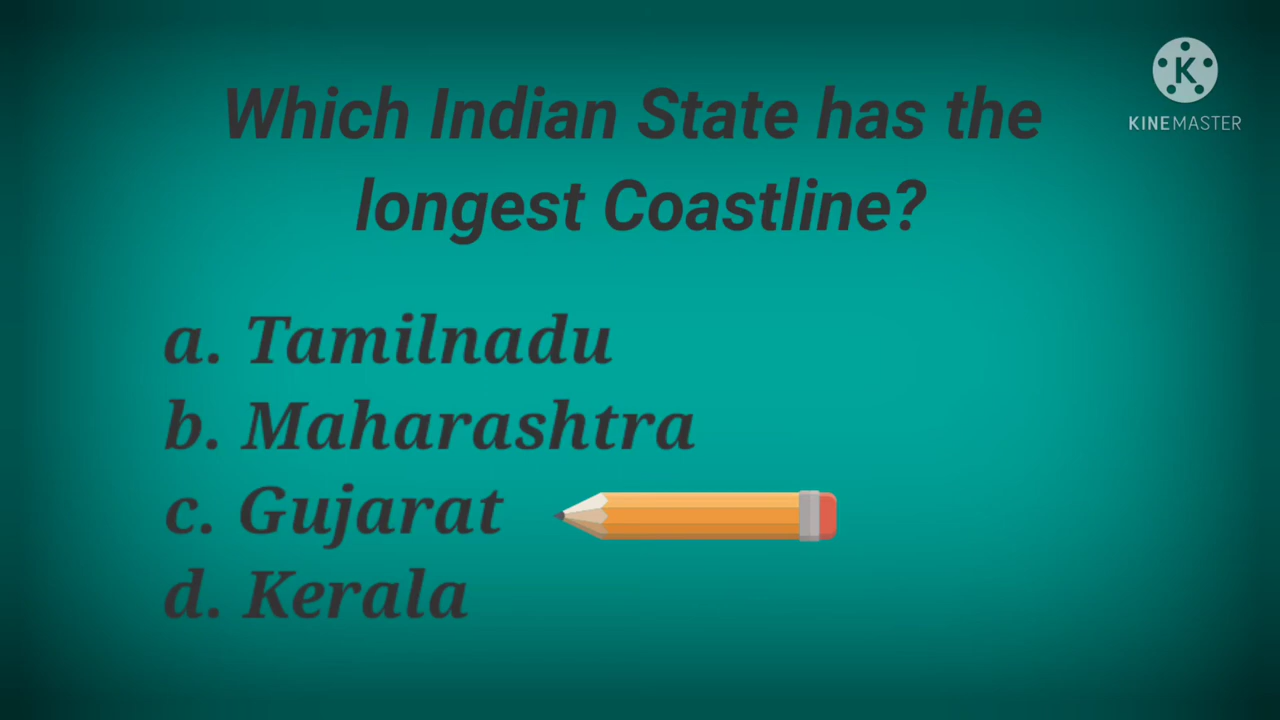 Which Indian State has the
longest Coastline?
K
KINEMASTER
a. Tamilnadu
b. Maharashtra
c. Gujarat
d. Kerala